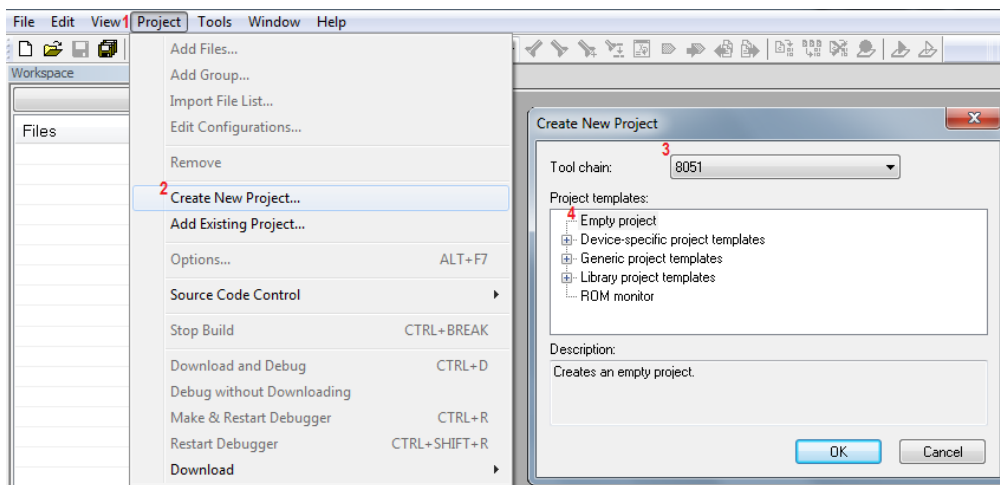 File Edit View 1 Project Tools Window Help
Workspace
Files
Add Files...
Add Group...
Import File List...
Edit Configurations...
Remove
2 Create New Project...
Add Existing Project...
Options... ALT+F7
Source Code Control
Stop Build CTRL+BREAK
Download and Debug CTRL+D
Debug without Downloading
Make & Restart Debugger CTRL+R
Restart Debugger CTRL+SHIFT+R
Download
Create New Project
3
Tool chain: 8051
Project templates:
4 Empty project
Device-specific project templates
Generic project templates
Library project templates
ROM monitor
Description:
Creates an empty project.
OK Cancel